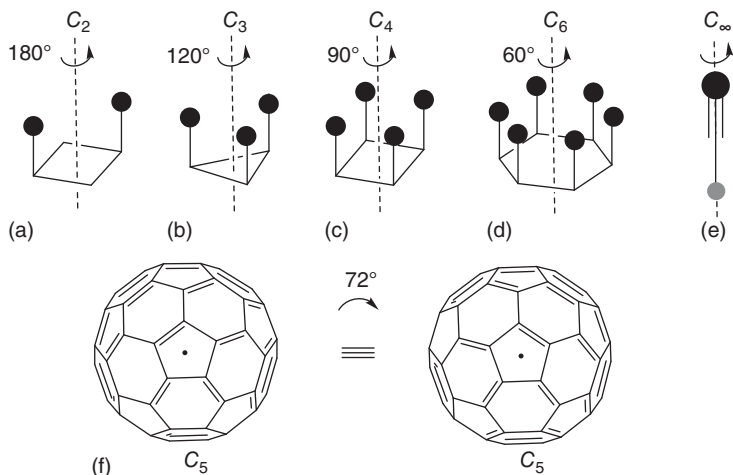 C₂ C₃ C₄ C₆ C∞
180° 120° 90° 60°
(a) (b) (c) (d) (e)
72°
(f) C₅ C₅